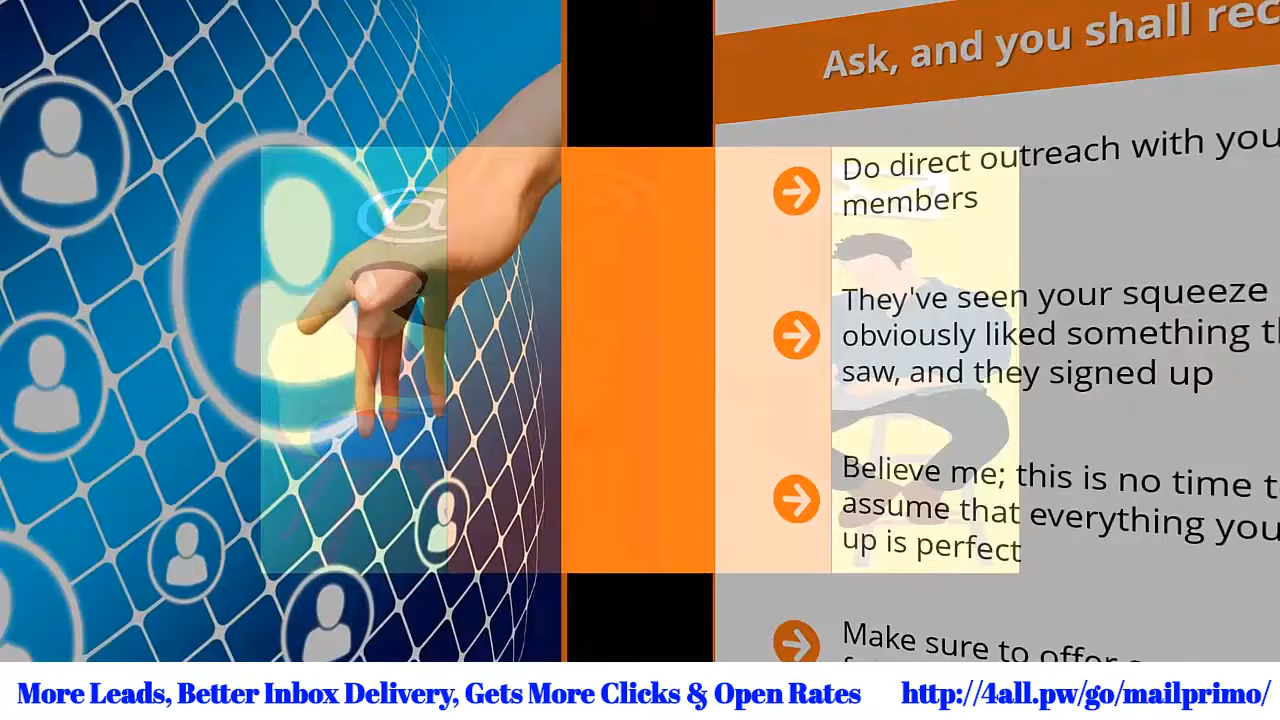 Ask, and you shall rec
Do direct outreach with you
members
They've seen your squeeze
obviously liked something th
saw, and they signed up
Believe me; this is no time t
assume that everything you
up is perfect
Make sure to offer
More Leads, Better Inbox Delivery, Gets More Clicks & Open Rates http://4all.pw/go/mailprimo/